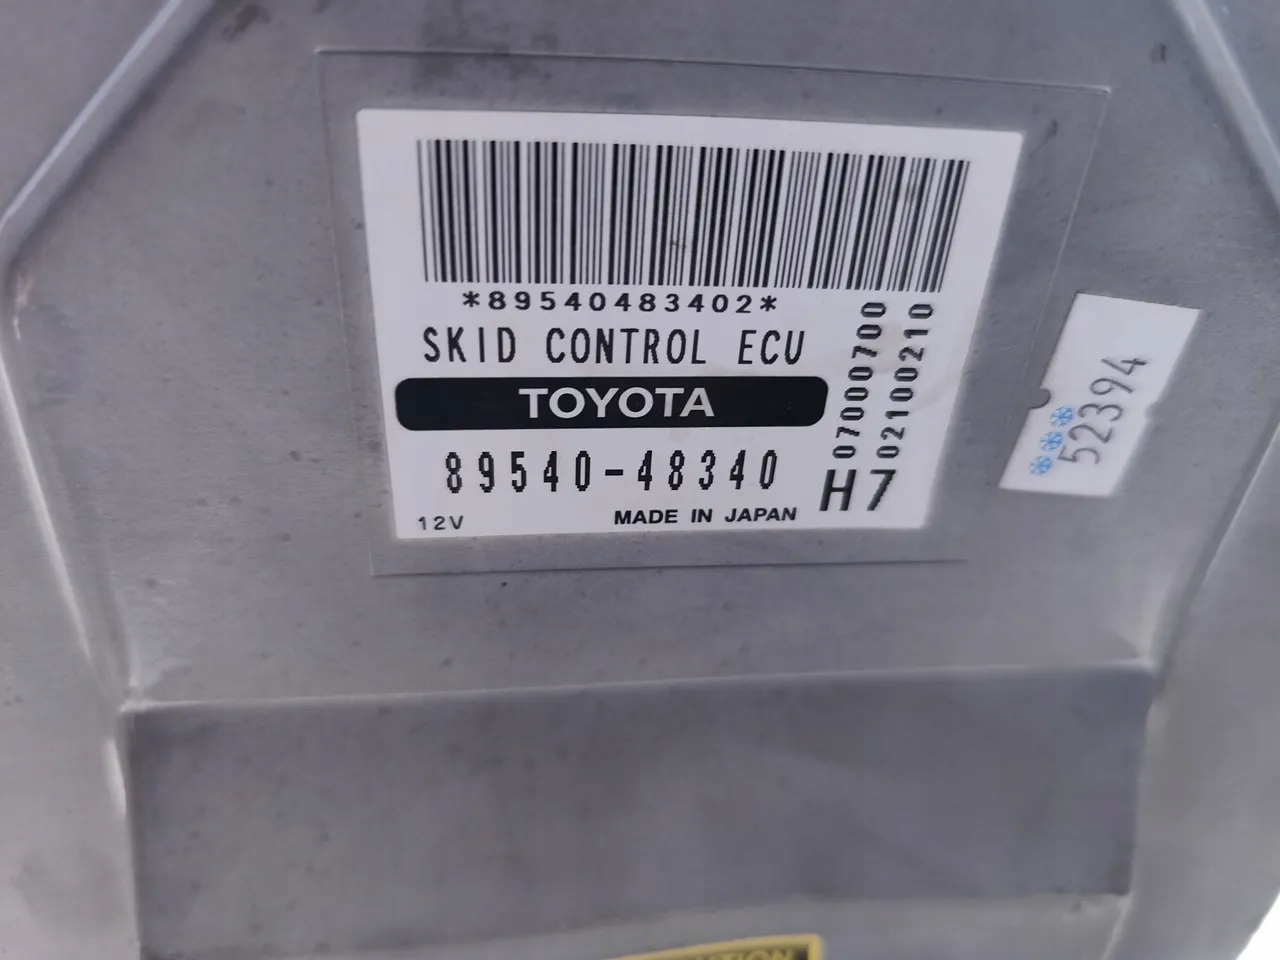 *89540483402*
SKID CONTROL ECU
TOYOTA
89540-48340
12V
MADE IN JAPAN
07000700
02100210
H7
52394